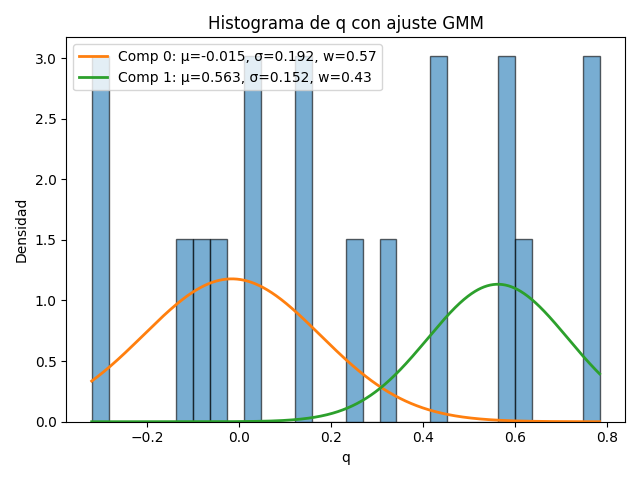 Histograma de q con ajuste GMM
Comp 0: μ=-0.015, σ=0.192, w=0.57
Comp 1: μ=0.563, σ=0.152, w=0.43
Densidad
3.0
2.5
2.0
1.5
1.0
0.5
0.0
−0.2 0.0 0.2 0.4 0.6 0.8
q